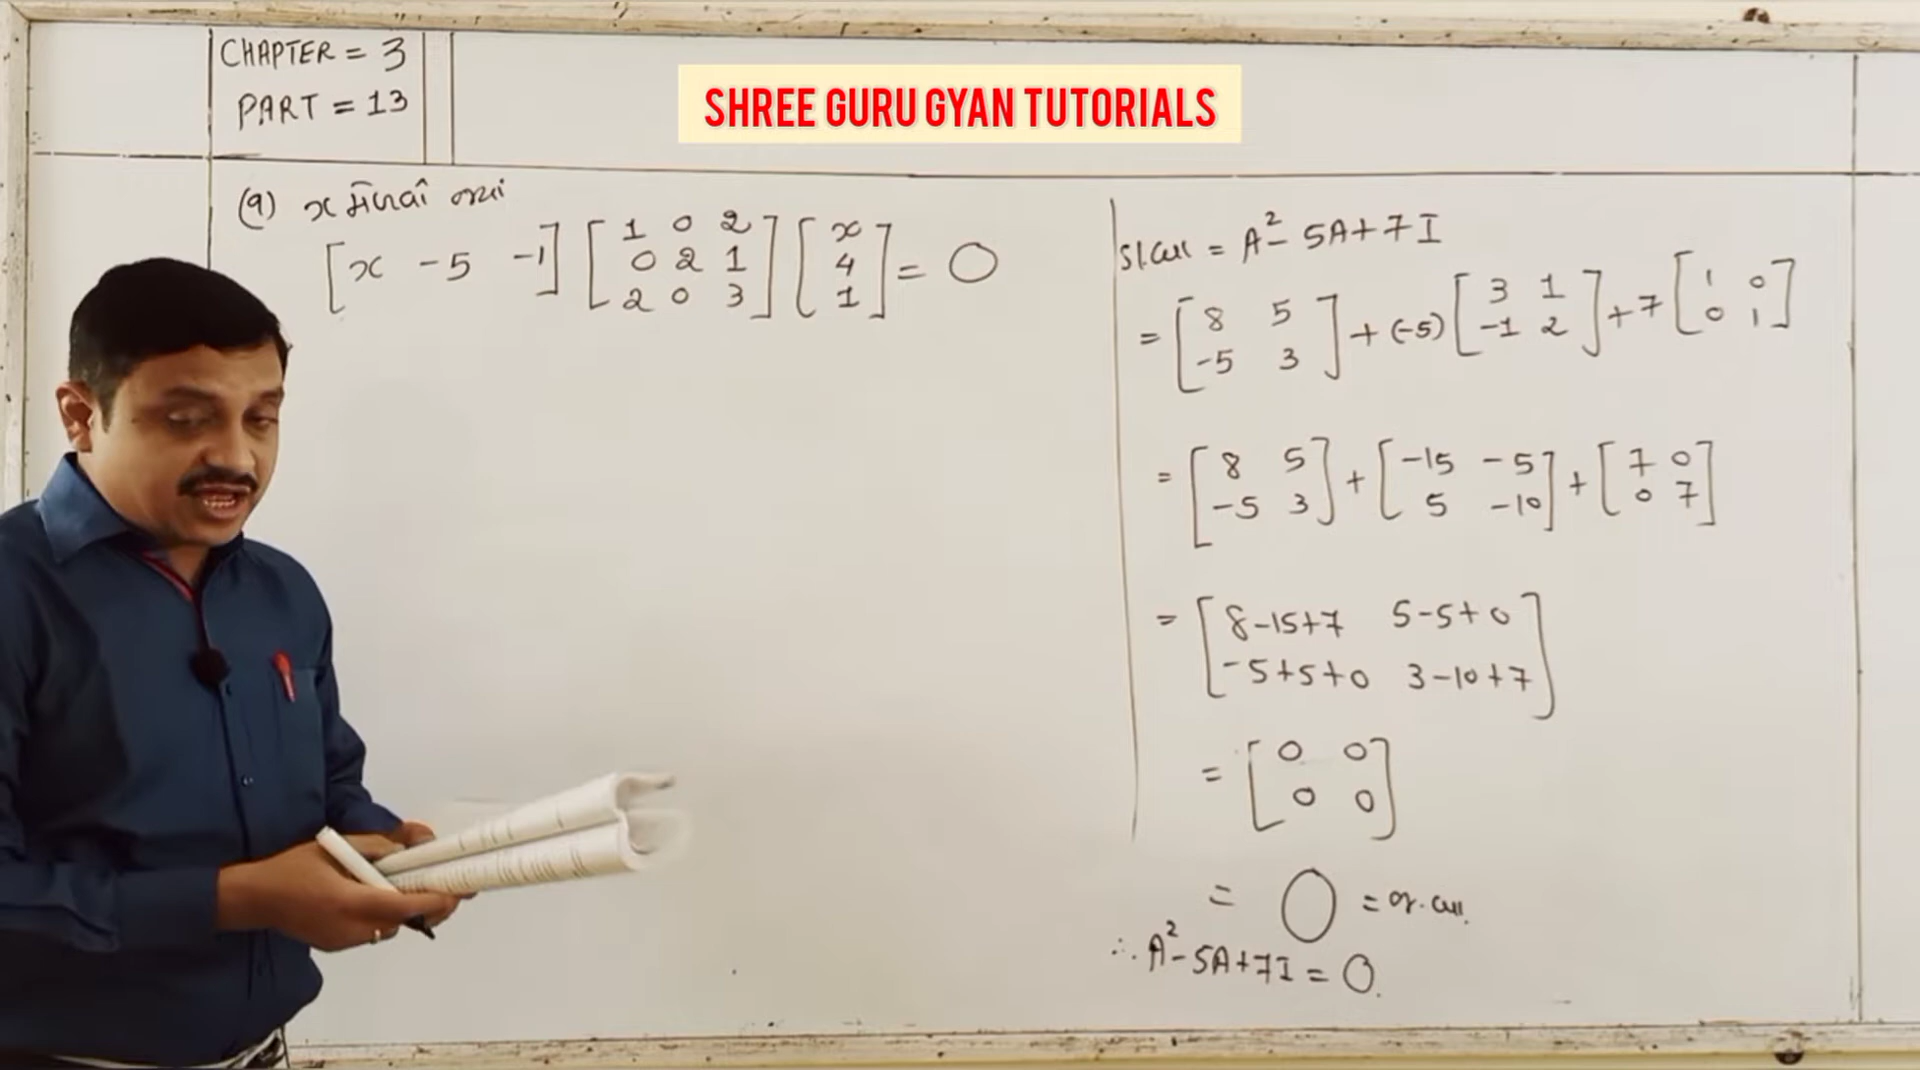 CHAPTER = 3
PART = 13
SHREE GURU GYAN TUTORIALS
(9) x મેળવો જ્યાં
[x -5 -1] [1 0 2
0 2 1
2 0 3] [x
4
1] = O
ડા.બા = A² - 5A + 7I
= [8 5
-5 3] + (-5) [3 1
-1 2] + 7 [1 0
0 1]
= [8 5
-5 3] + [-15 -5
5 -10] + [7 0
0 7]
= [8-15+7 5-5+0
-5+5+0 3-10+7]
= [0 0
0 0]
= O = જ.બા.
∴ A² - 5A + 7I = O.